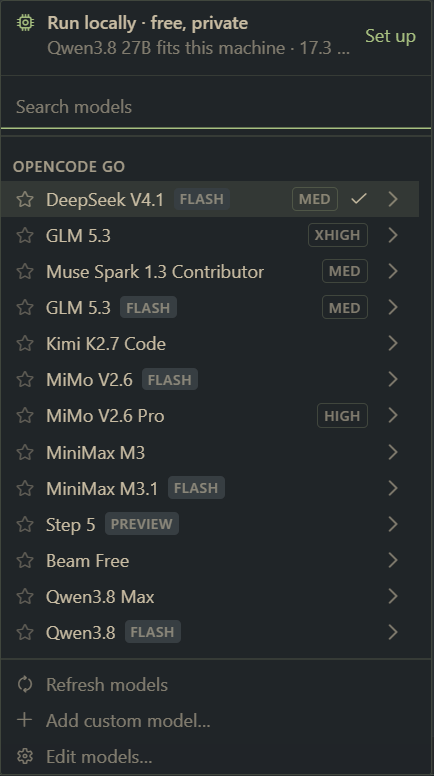 Run locally · free, private
Qwen3.8 27B fits this machine · 17.3 ...
Set up
Search models
OPENCODE GO
DeepSeek V4.1 FLASH MED
GLM 5.3 XHIGH
Muse Spark 1.3 Contributor MED
GLM 5.3 FLASH MED
Kimi K2.7 Code
MiMo V2.6 FLASH
MiMo V2.6 Pro HIGH
MiniMax M3
MiniMax M3.1 FLASH
Step 5 PREVIEW
Beam Free
Qwen3.8 Max
Qwen3.8 FLASH
Refresh models
Add custom model...
Edit models...